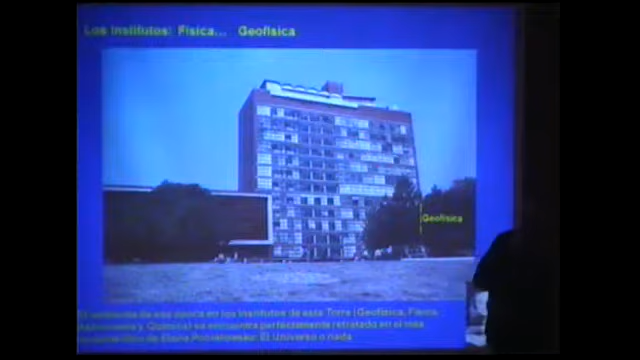 Los Institutos: Física... Geofísica
Geofísica
El ambiente de esa época en los Institutos de esta Torre (Geofísica, Física,
Astronomía y Química) se encuentra perfectamente retratado en el
de Elena Poniatowska: El Universo o nada